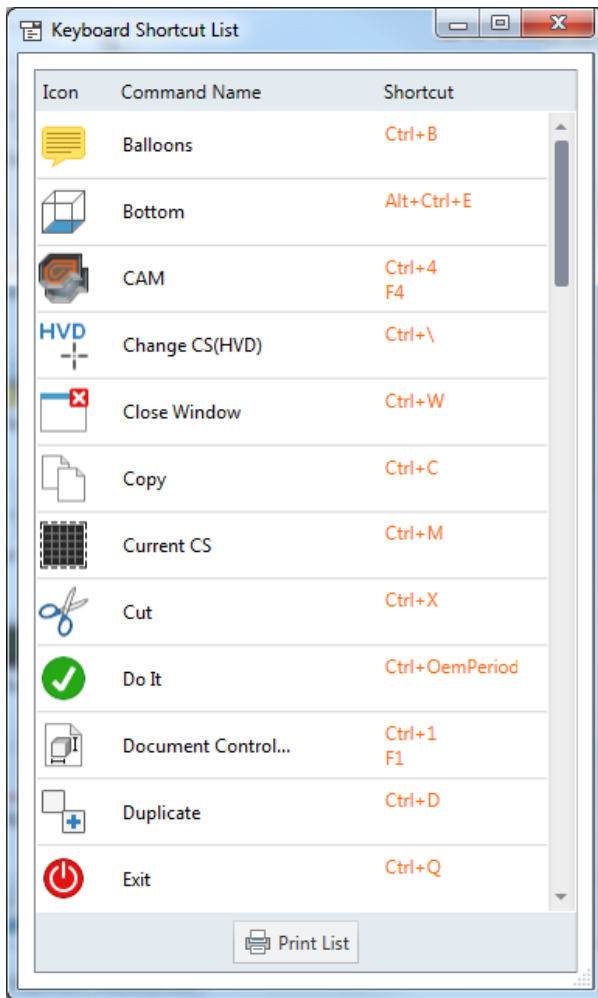 Keyboard Shortcut List
Icon Command Name Shortcut
Balloons Ctrl+B
Bottom Alt+Ctrl+E
CAM Ctrl+4
F4
HVD
Change CS(HVD) Ctrl+\
Close Window Ctrl+W
Copy Ctrl+C
Current CS Ctrl+M
Cut Ctrl+X
Do It Ctrl+OemPeriod
Document Control... Ctrl+1
F1
Duplicate Ctrl+D
Exit Ctrl+Q
Print List